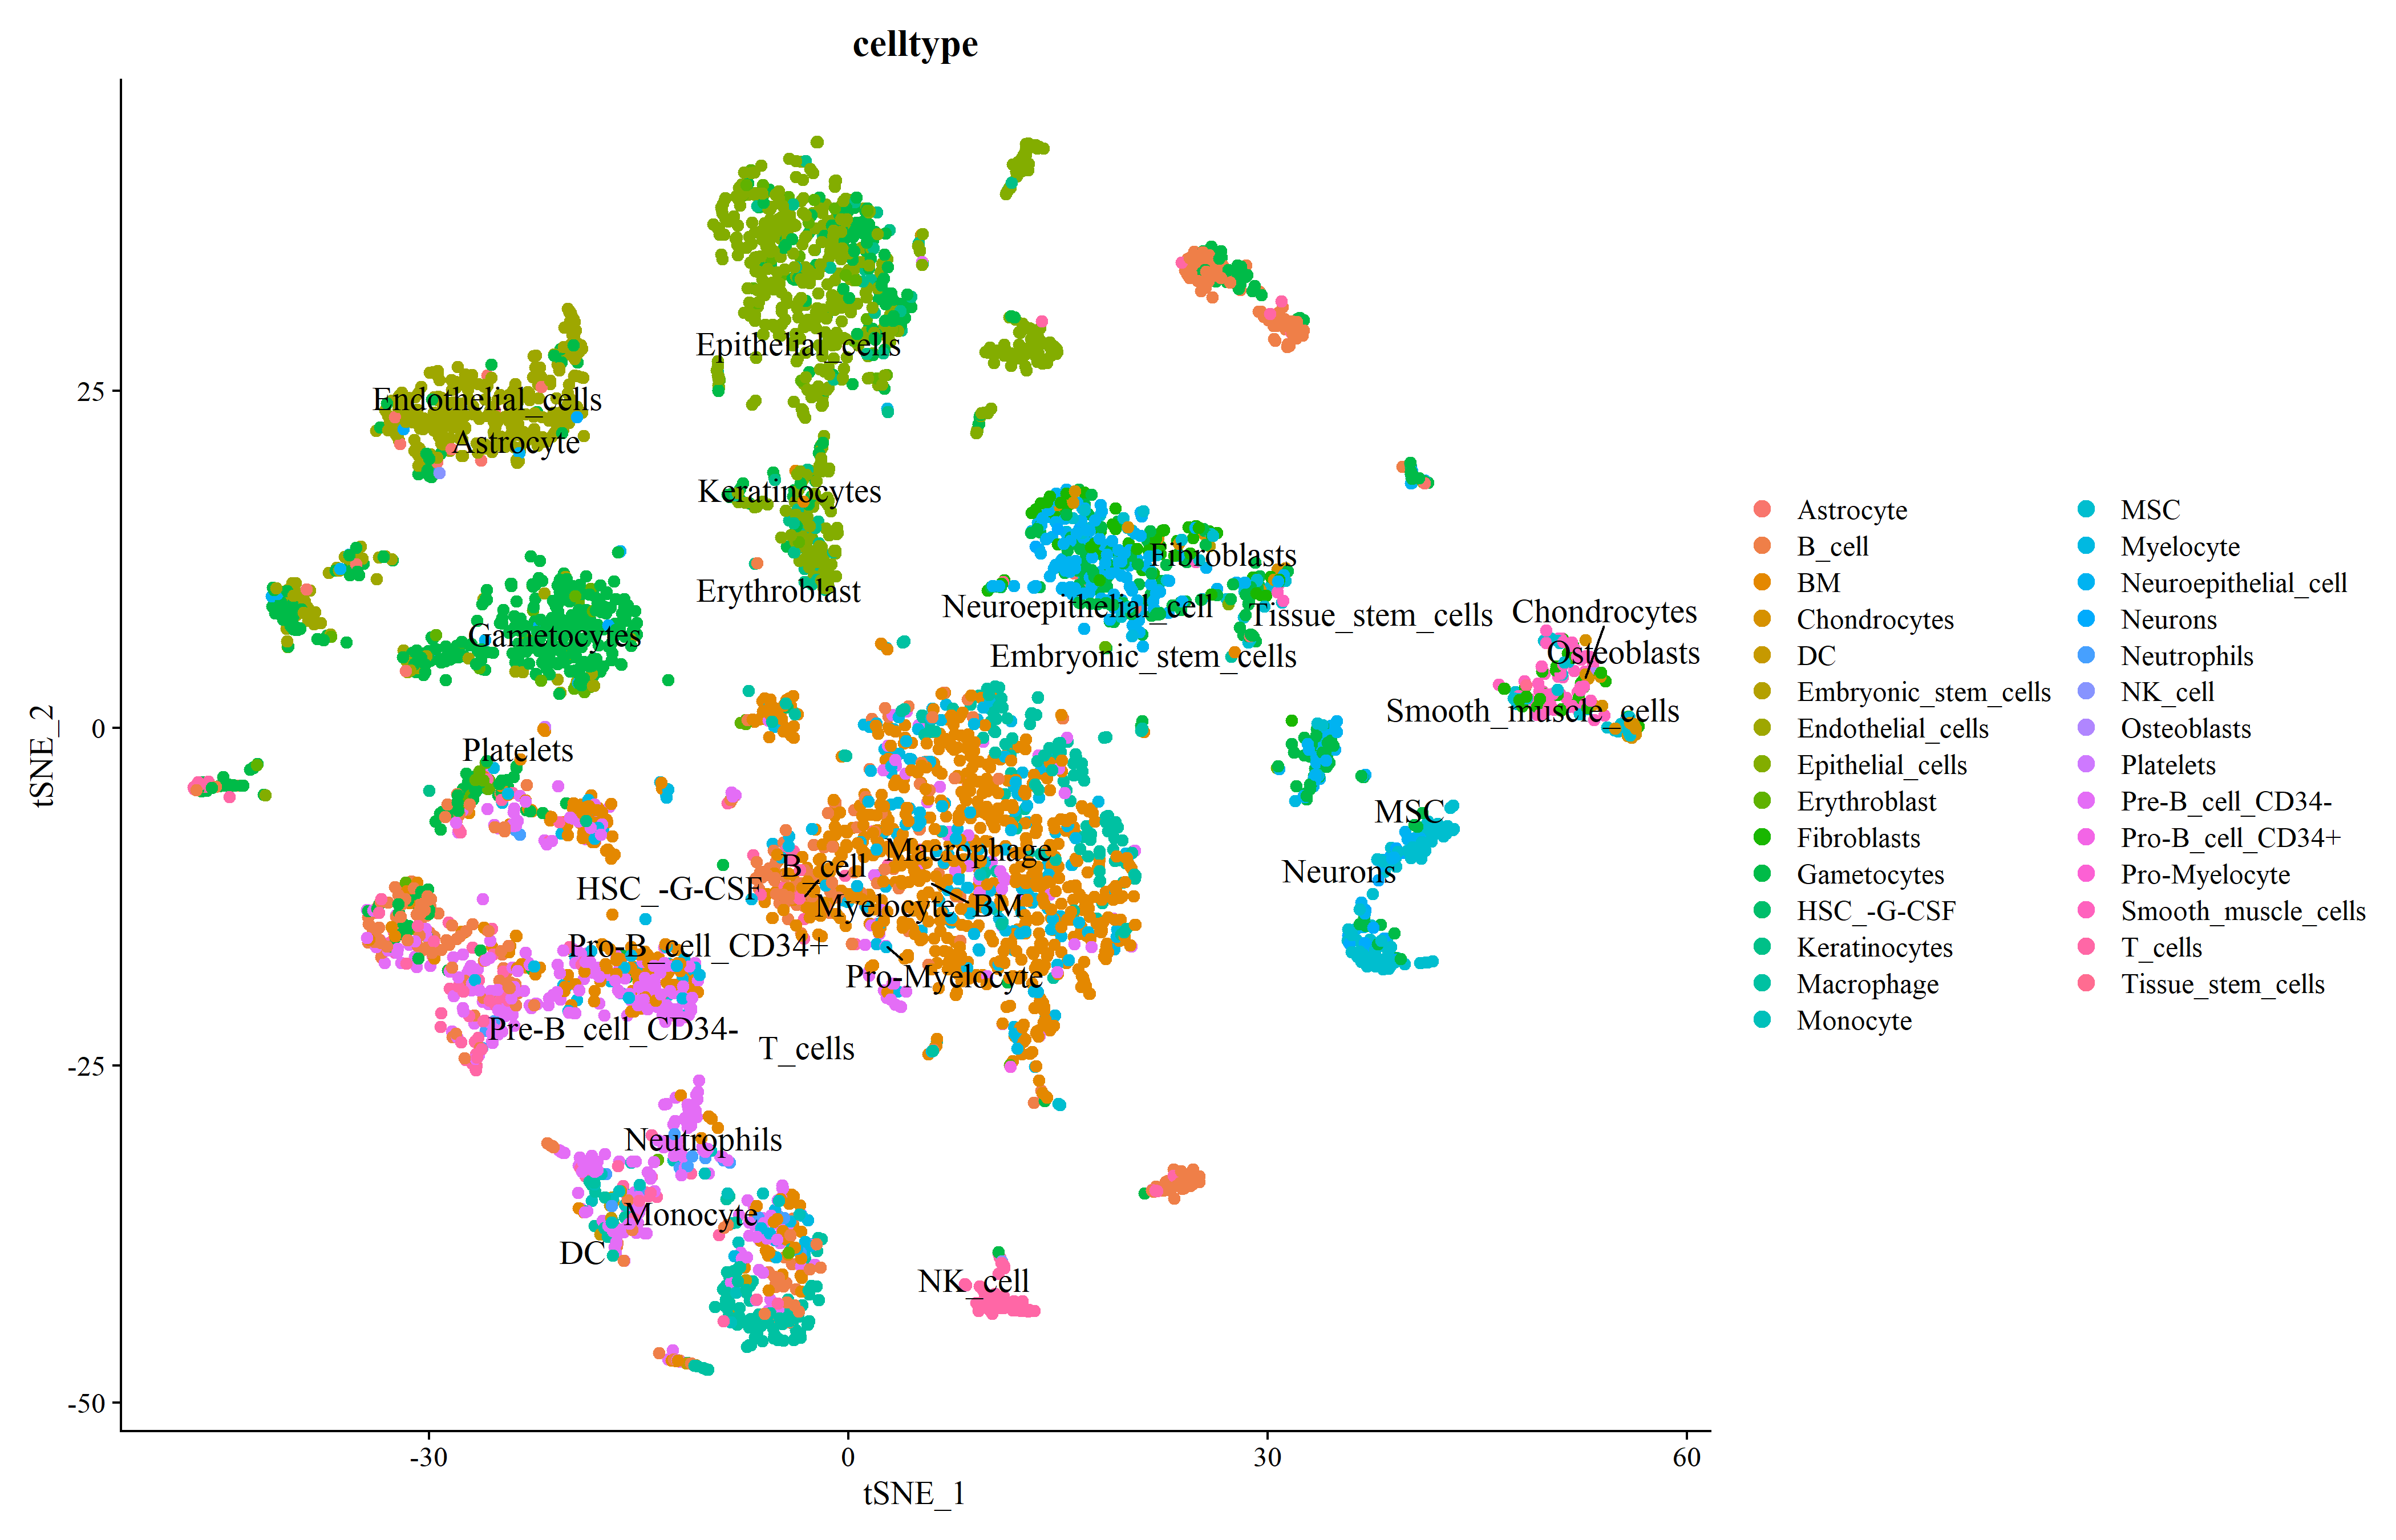 celltype
Epithelial_cells
Endothelial_cells
Astrocyte
Keratinocytes
Erythroblast
Fibroblasts
Neuroepithelial_cell
Tissue_stem_cells
Chondrocytes
Gametocytes
Embryonic_stem_cells
Osteoblasts
Smooth_muscle_cells
Platelets
MSC
Macrophage
B_cell
Neurons
HSC_-G-CSF
Myelocyte
BM
Pro-B_cell_CD34+
Pro-Myelocyte
Pre-B_cell_CD34-
T_cells
Neutrophils
Monocyte
DC
NK_cell
25
0
-25
-50
tSNE_2
-30
0
30
60
tSNE_1
Astrocyte
B_cell
BM
Chondrocytes
DC
Embryonic_stem_cells
Endothelial_cells
Epithelial_cells
Erythroblast
Fibroblasts
Gametocytes
HSC_-G-CSF
Keratinocytes
Macrophage
Monocyte
MSC
Myelocyte
Neuroepithelial_cell
Neurons
Neutrophils
NK_cell
Osteoblasts
Platelets
Pre-B_cell_CD34-
Pro-B_cell_CD34+
Pro-Myelocyte
Smooth_muscle_cells
T_cells
Tissue_stem_cells